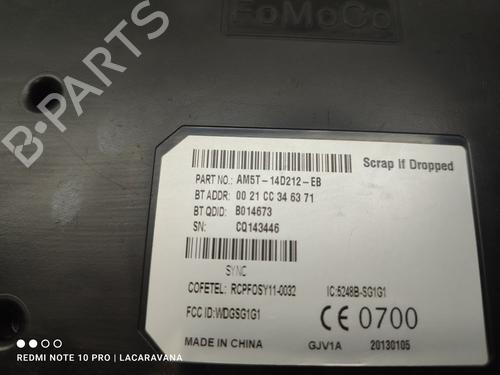 FoMoCo
B-PARTS
Scrap If Dropped
PART NO.: AM5T-14D212-EB
BT ADDR: 00 21 CC 34 63 71
BT QDID: B014673
SN: CQ143446
SYNC
COFETEL: RCPFOSY11-0032 IC:5248B-SG1G1
FCC ID:WDGSG1G1
CE 0700
MADE IN CHINA GJV1A 20130105
REDMI NOTE 10 PRO | LACARAVANA